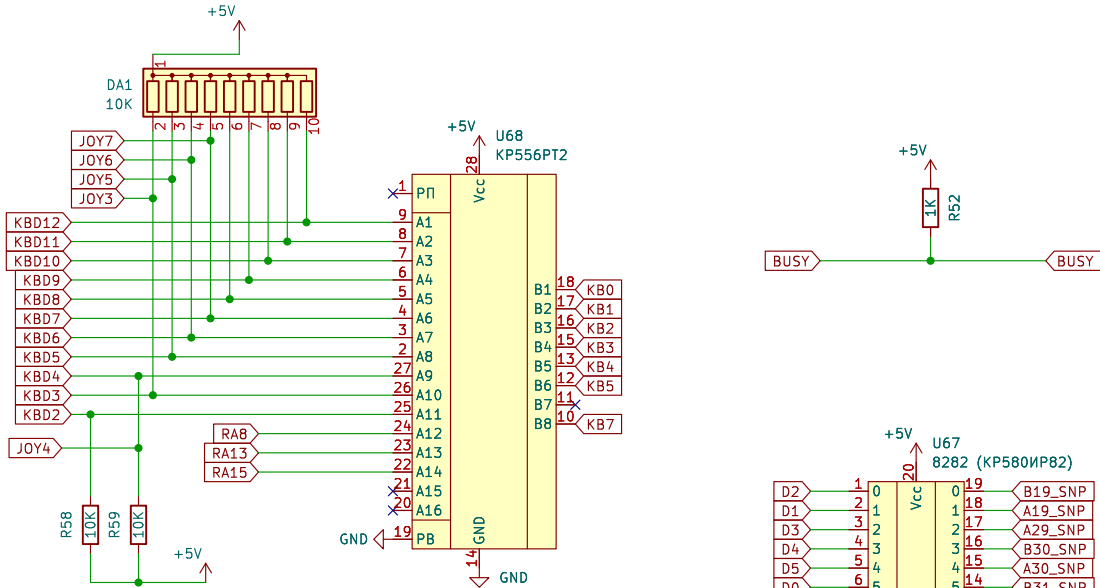 +5V
DA1
10K
1
2 3 4 5 6 7 8 9 10
JOY7
JOY6
JOY5
JOY3
KBD12
KBD11
KBD10
KBD9
KBD8
KBD7
KBD6
KBD5
KBD4
KBD3
KBD2
JOY4
RA8
RA13
RA15
GND
R58
10K
R59
10K
+5V
+5V
U68
КР556РТ2
28
Vcc
1 РП
9 A1
8 A2
7 A3
6 A4
5 A5
4 A6
3 A7
2 A8
27 A9
26 A10
25 A11
24 A12
23 A13
22 A14
21 A15
20 A16
19 РВ
GND
14
GND
B1 18 KB0
B2 17 KB1
B3 16 KB2
B4 15 KB3
B5 13 KB4
B6 12 KB5
B7 11
B8 10 KB7
+5V
1K
R52
BUSY
BUSY
+5V
U67
8282 (КР580ИР82)
20
Vcc
D2 1 0 0 19 B19_SNP
D1 2 1 1 18 A19_SNP
D3 3 2 2 17 A29_SNP
D4 4 3 3 16 B30_SNP
D5 5 4 4 15 A30_SNP
D0 6 5 5 14 B31_SNP